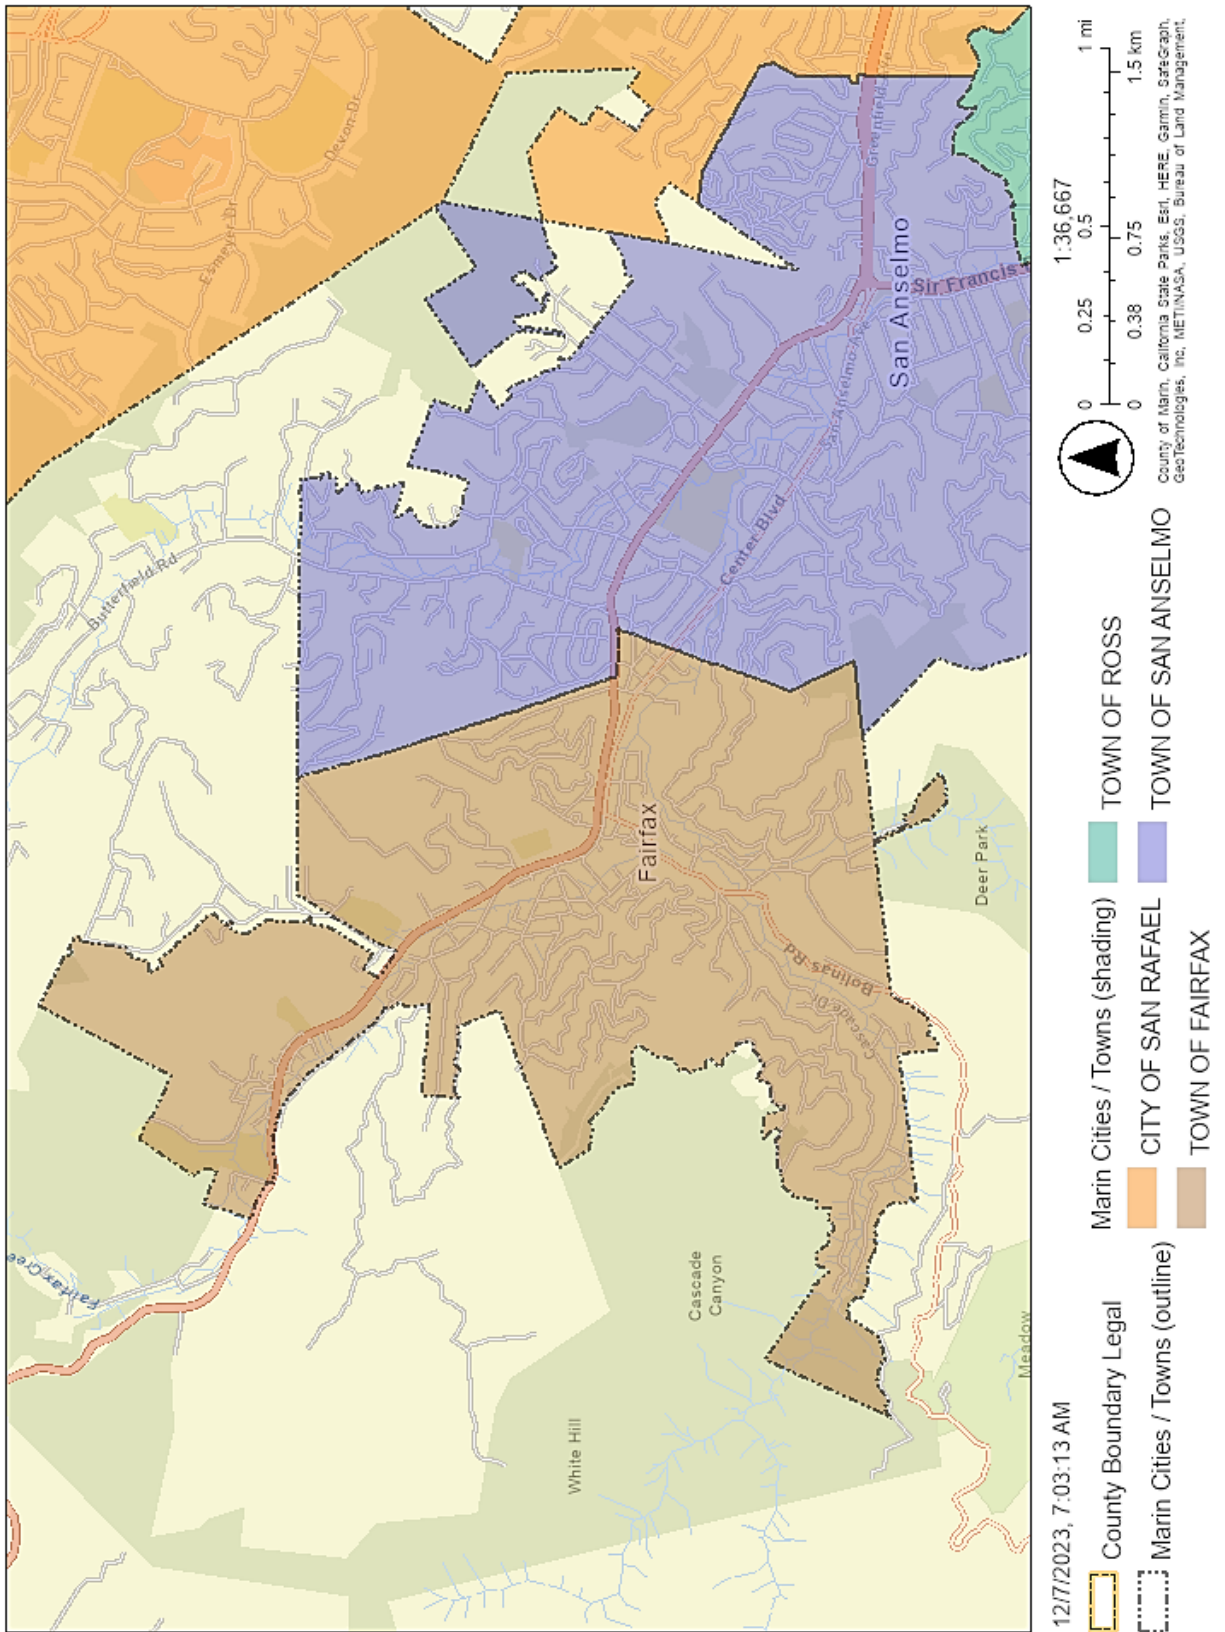 Esmeyer Dr
Devon Dr
Butterfield Rd
Greenfield Ave
San Anselmo
Sir Francis
San Anselmo Ave
Center Blvd
Fairfax
Bolinas Rd
Cascade Dr
Deer Park
Fairfax Cree
Cascade
Canyon
White Hill
Meadow
12/7/2023, 7:03:13 AM
County Boundary Legal
Marin Cities / Towns (outline)
Marin Cities / Towns (shading)
CITY OF SAN RAFAEL
TOWN OF FAIRFAX
TOWN OF ROSS
TOWN OF SAN ANSELMO
1:36,667
0 0.25 0.5 1 mi
0 0.38 0.75 1.5 km
County of Marin, California State Parks, Esri, HERE, Garmin, SafeGraph,
GeoTechnologies, Inc, METI/NASA, USGS, Bureau of Land Management,